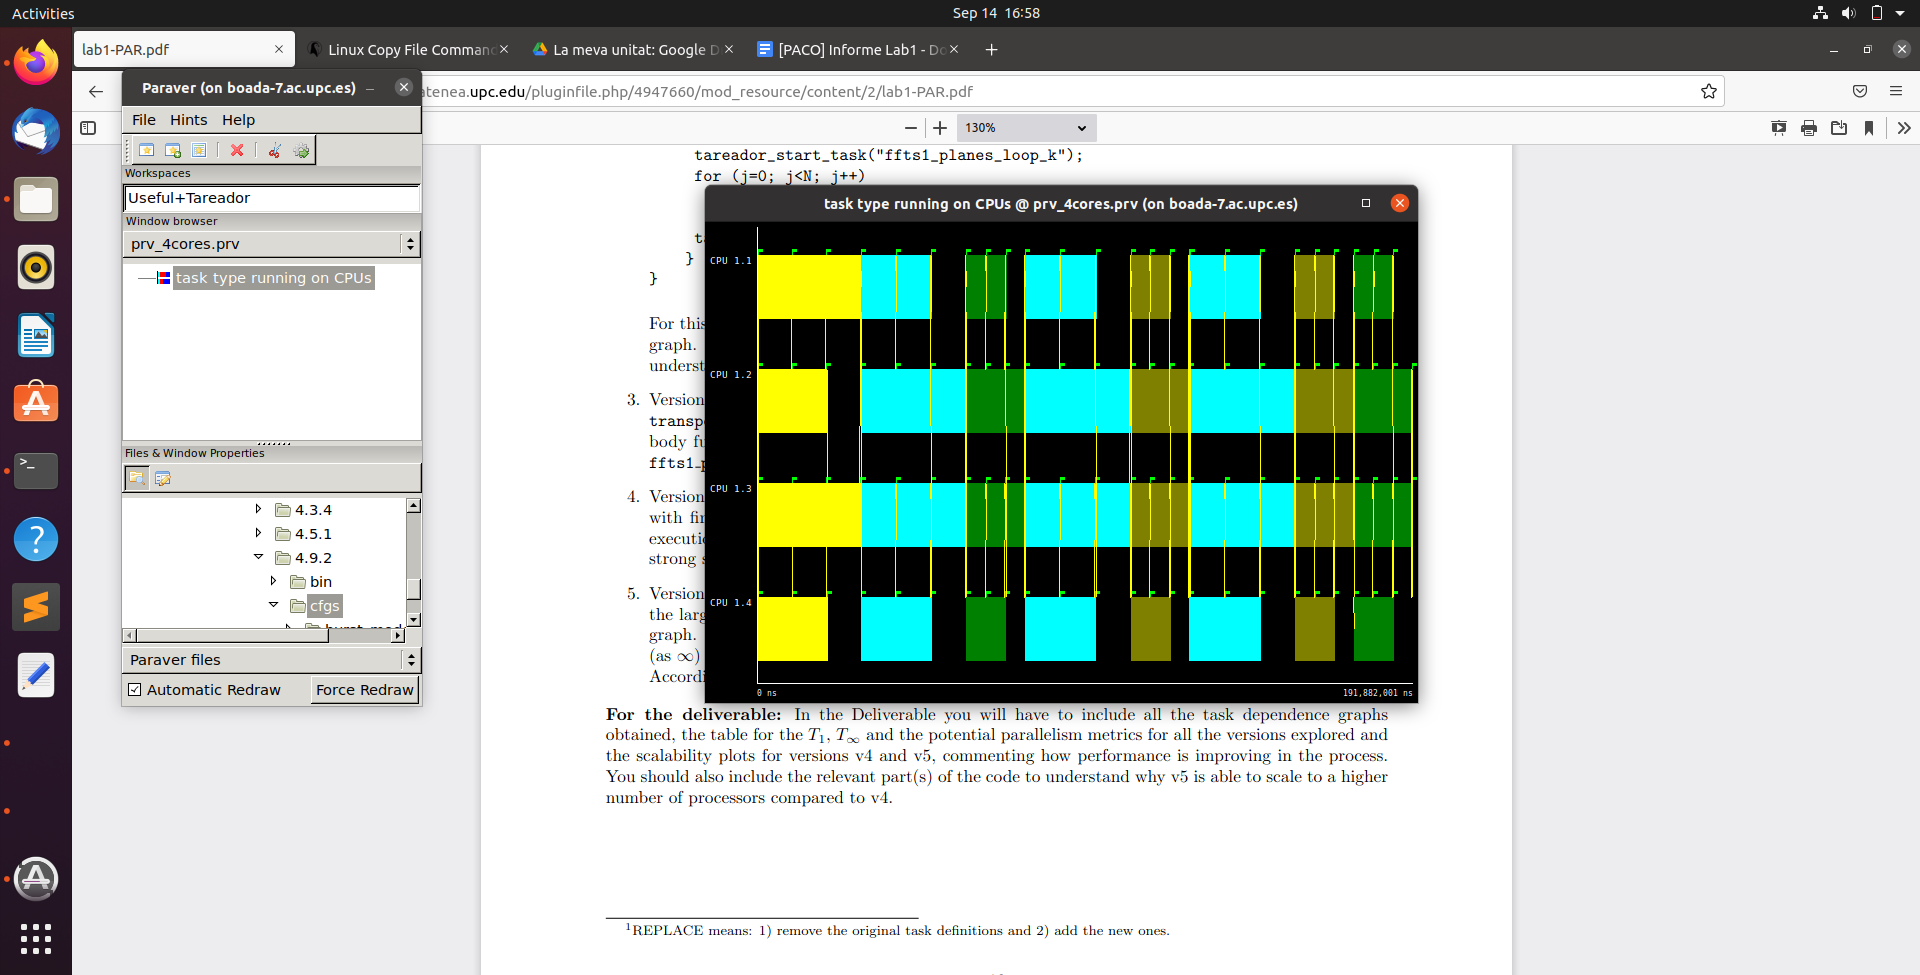 Activities
Sep 14 16:58
lab1-PAR.pdf
Linux Copy File Comman
La meva unitat: Google D
[PACO] Informe Lab1 - Do
Paraver (on boada-7.ac.upc.es)
atenea.upc.edu/pluginfile.php/4947660/mod_resource/content/2/lab1-PAR.pdf
File Hints Help
130%
Workspaces
Useful+Tareador
Window browser
prv_4cores.prv
task type running on CPUs
Files & Window Properties
4.3.4
4.5.1
4.9.2
bin
cfgs
Paraver files
Automatic Redraw
Force Redraw
tareador_start_task("ffts1_planes_loop_k");
for (j=0; j<N; j++)
}
}
For this
graph.
underst
3. Version
transpo
body fu
ffts1_p
4. Version
with fin
executio
strong s
5. Version
the larg
graph.
(as ∞)
Accordi
task type running on CPUs @ prv_4cores.prv (on boada-7.ac.upc.es)
CPU 1.1
CPU 1.2
CPU 1.3
CPU 1.4
0 ns
191,882,001 ns
For the deliverable: In the Deliverable you will have to include all the task dependence graphs
obtained, the table for the T1, T∞ and the potential parallelism metrics for all the versions explored and
the scalability plots for versions v4 and v5, commenting how performance is improving in the process.
You should also include the relevant part(s) of the code to understand why v5 is able to scale to a higher
number of processors compared to v4.
1REPLACE means: 1) remove the original task definitions and 2) add the new ones.